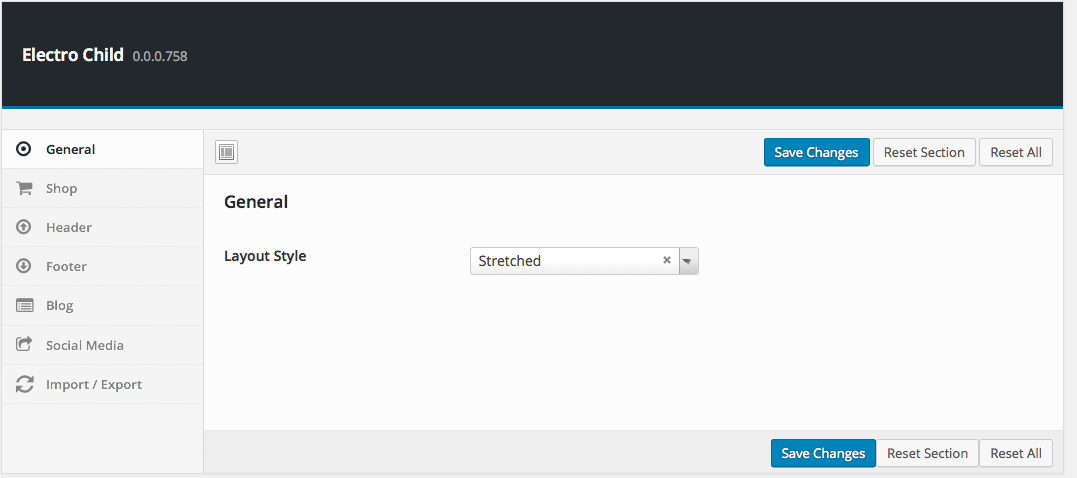 Electro Child 0.0.0.758
General
Shop
Header
Footer
Blog
Social Media
Import / Export
Save Changes Reset Section Reset All
General
Layout Style Stretched
Save Changes Reset Section Reset All